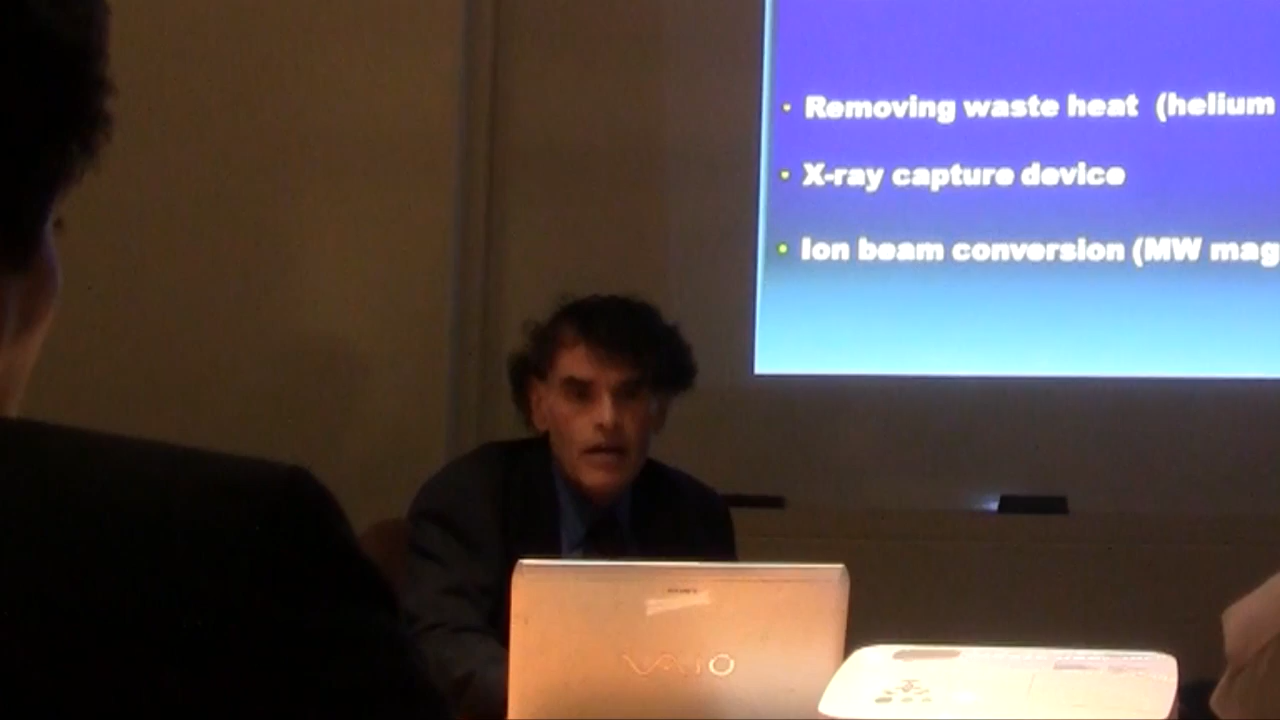 Removing waste heat (helium
X-ray capture device
Ion beam conversion (MW mag
VAIO